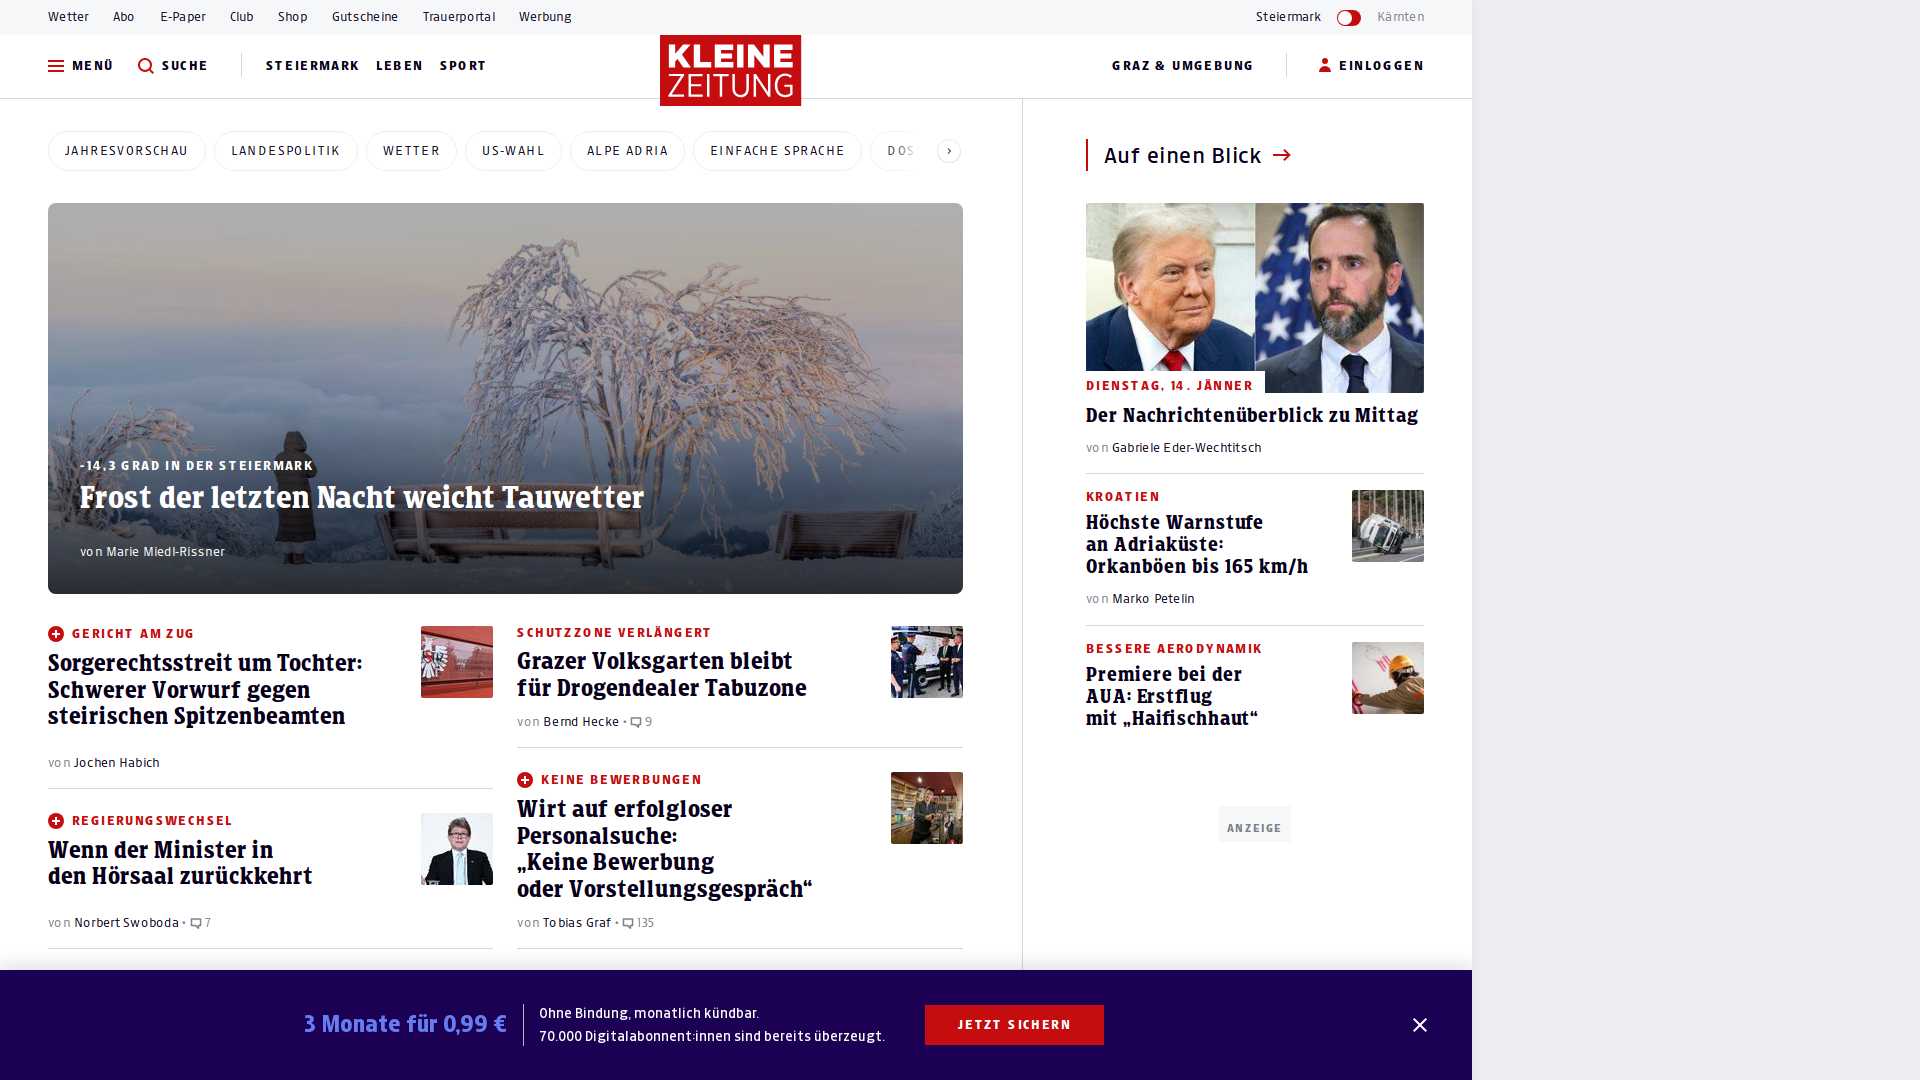 Wetter Abo E-Paper Club Shop Gutscheine Trauerportal Werbung Steiermark Kärnten
MENÜ SUCHE STEIERMARK LEBEN SPORT KLEINE ZEITUNG GRAZ & UMGEBUNG EINLOGGEN
JAHRESVORSCHAU LANDESPOLITIK WETTER US-WAHL ALPE ADRIA EINFACHE SPRACHE DOS
-14,3 GRAD IN DER STEIERMARK
Frost der letzten Nacht weicht Tauwetter
von Marie Miedl-Rissner
GERICHT AM ZUG
Sorgerechtsstreit um Tochter:
Schwerer Vorwurf gegen
steirischen Spitzenbeamten
von Jochen Habich
REGIERUNGSWECHSEL
Wenn der Minister in
den Hörsaal zurückkehrt
von Norbert Swoboda • 7
SCHUTZZONE VERLÄNGERT
Grazer Volksgarten bleibt
für Drogendealer Tabuzone
von Bernd Hecke • 9
KEINE BEWERBUNGEN
Wirt auf erfolgloser
Personalsuche:
„Keine Bewerbung
oder Vorstellungsgespräch“
von Tobias Graf • 135
Auf einen Blick
DIENSTAG, 14. JÄNNER
Der Nachrichtenüberblick zu Mittag
von Gabriele Eder-Wechtitsch
KROATIEN
Höchste Warnstufe
an Adriaküste:
Orkanböen bis 165 km/h
von Marko Petelin
BESSERE AERODYNAMIK
Premiere bei der
AUA: Erstflug
mit „Haifischhaut“
ANZEIGE
3 Monate für 0,99 €
Ohne Bindung, monatlich kündbar.
70.000 Digitalabonnent:innen sind bereits überzeugt.
JETZT SICHERN